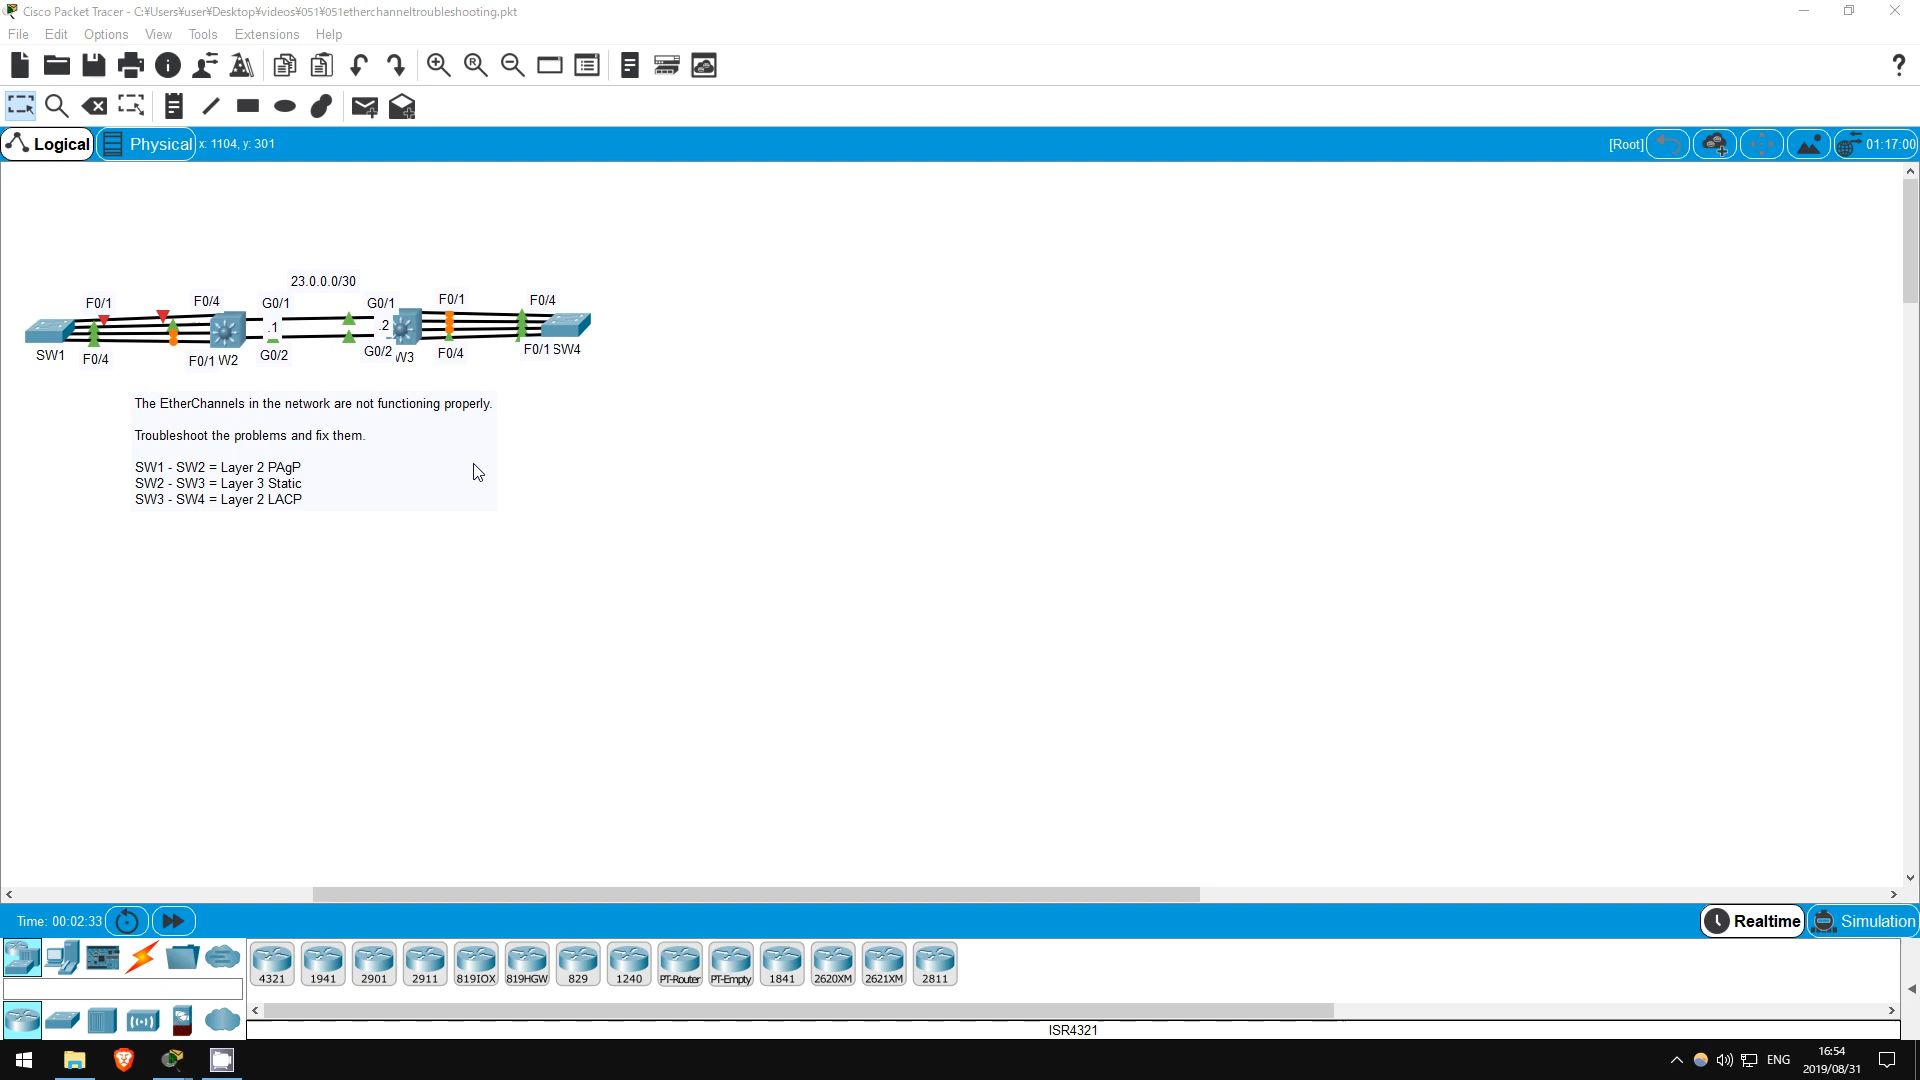 Cisco Packet Tracer - C:¥Users¥user¥Desktop¥videos¥051¥051etherchanneltroubleshooting.pkt
File Edit Options View Tools Extensions Help
R
?
Logical Physical x: 1104, y: 301 [Root] 01:17:00
23.0.0.0/30
F0/1 F0/4 G0/1 G0/1 F0/1 F0/4
.1 .2
SW1 F0/4 F0/1 W2 G0/2 G0/2 W3 F0/4 F0/1 SW4
The EtherChannels in the network are not functioning properly.
Troubleshoot the problems and fix them.
SW1 - SW2 = Layer 2 PAgP
SW2 - SW3 = Layer 3 Static
SW3 - SW4 = Layer 2 LACP
Time: 00:02:33 Realtime Simulation
4321 1941 2901 2911 819IOX 819HGW 829 1240 PT-Router PT-Empty 1841 2620XM 2621XM 2811
ISR4321
ENG 16:54
2019/08/31